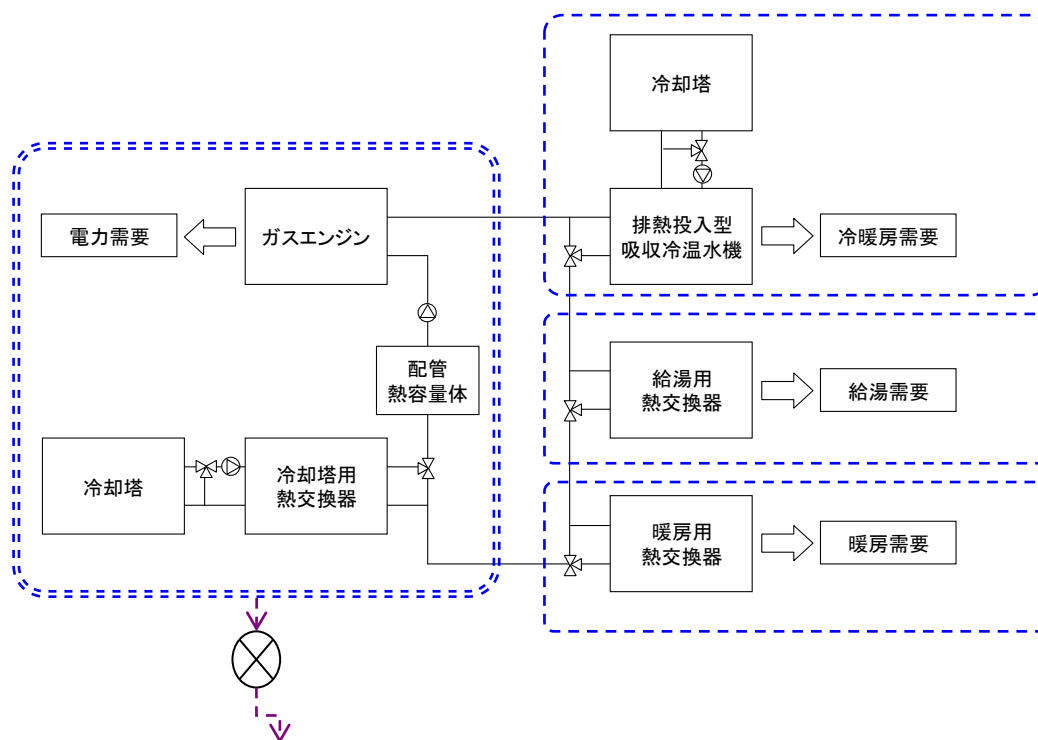 冷却塔
電力需要
ガスエンジン
排熱投入型
吸収冷温水機
冷暖房需要
配管
熱容量体
給湯用
熱交換器
給湯需要
冷却塔
冷却塔用
熱交換器
暖房用
熱交換器
暖房需要